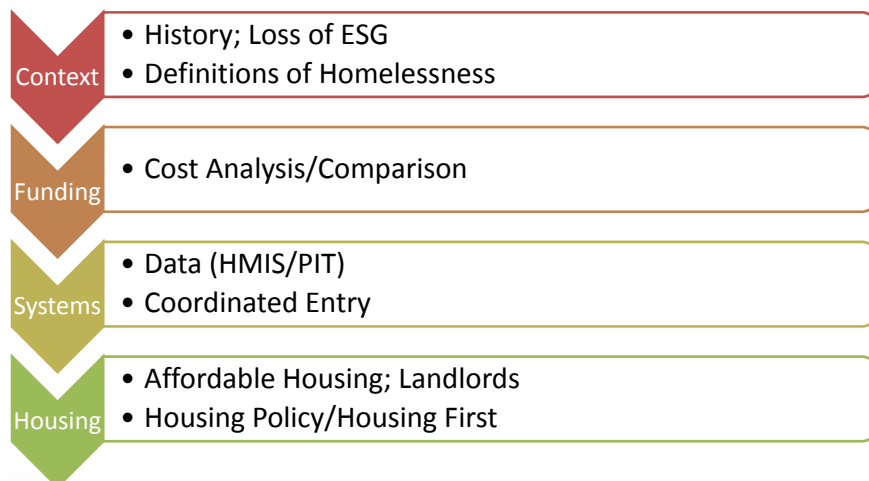 Context
• History; Loss of ESG
• Definitions of Homelessness
Funding
• Cost Analysis/Comparison
Systems
• Data (HMIS/PIT)
• Coordinated Entry
Housing
• Affordable Housing; Landlords
• Housing Policy/Housing First